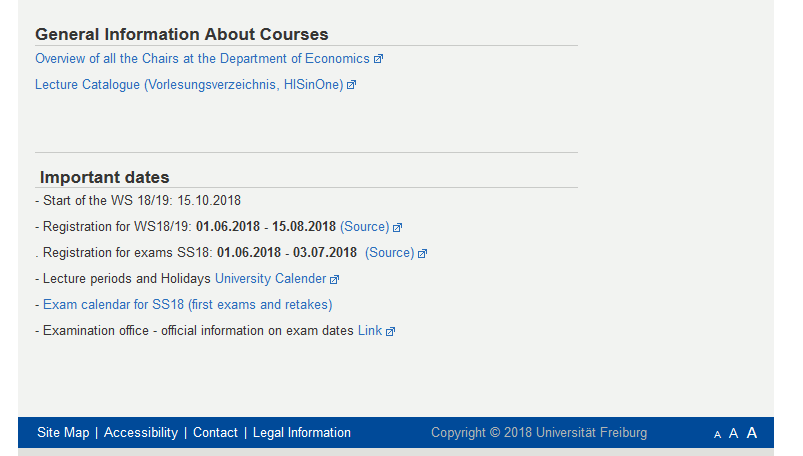 General Information About Courses
Overview of all the Chairs at the Department of Economics
Lecture Catalogue (Vorlesungsverzeichnis, HISinOne)
Important dates
- Start of the WS 18/19: 15.10.2018
- Registration for WS18/19: 01.06.2018 - 15.08.2018 (Source)
. Registration for exams SS18: 01.06.2018 - 03.07.2018 (Source)
- Lecture periods and Holidays University Calender
- Exam calendar for SS18 (first exams and retakes)
- Examination office - official information on exam dates Link
Site Map | Accessibility | Contact | Legal Information Copyright © 2018 Universität Freiburg A A A